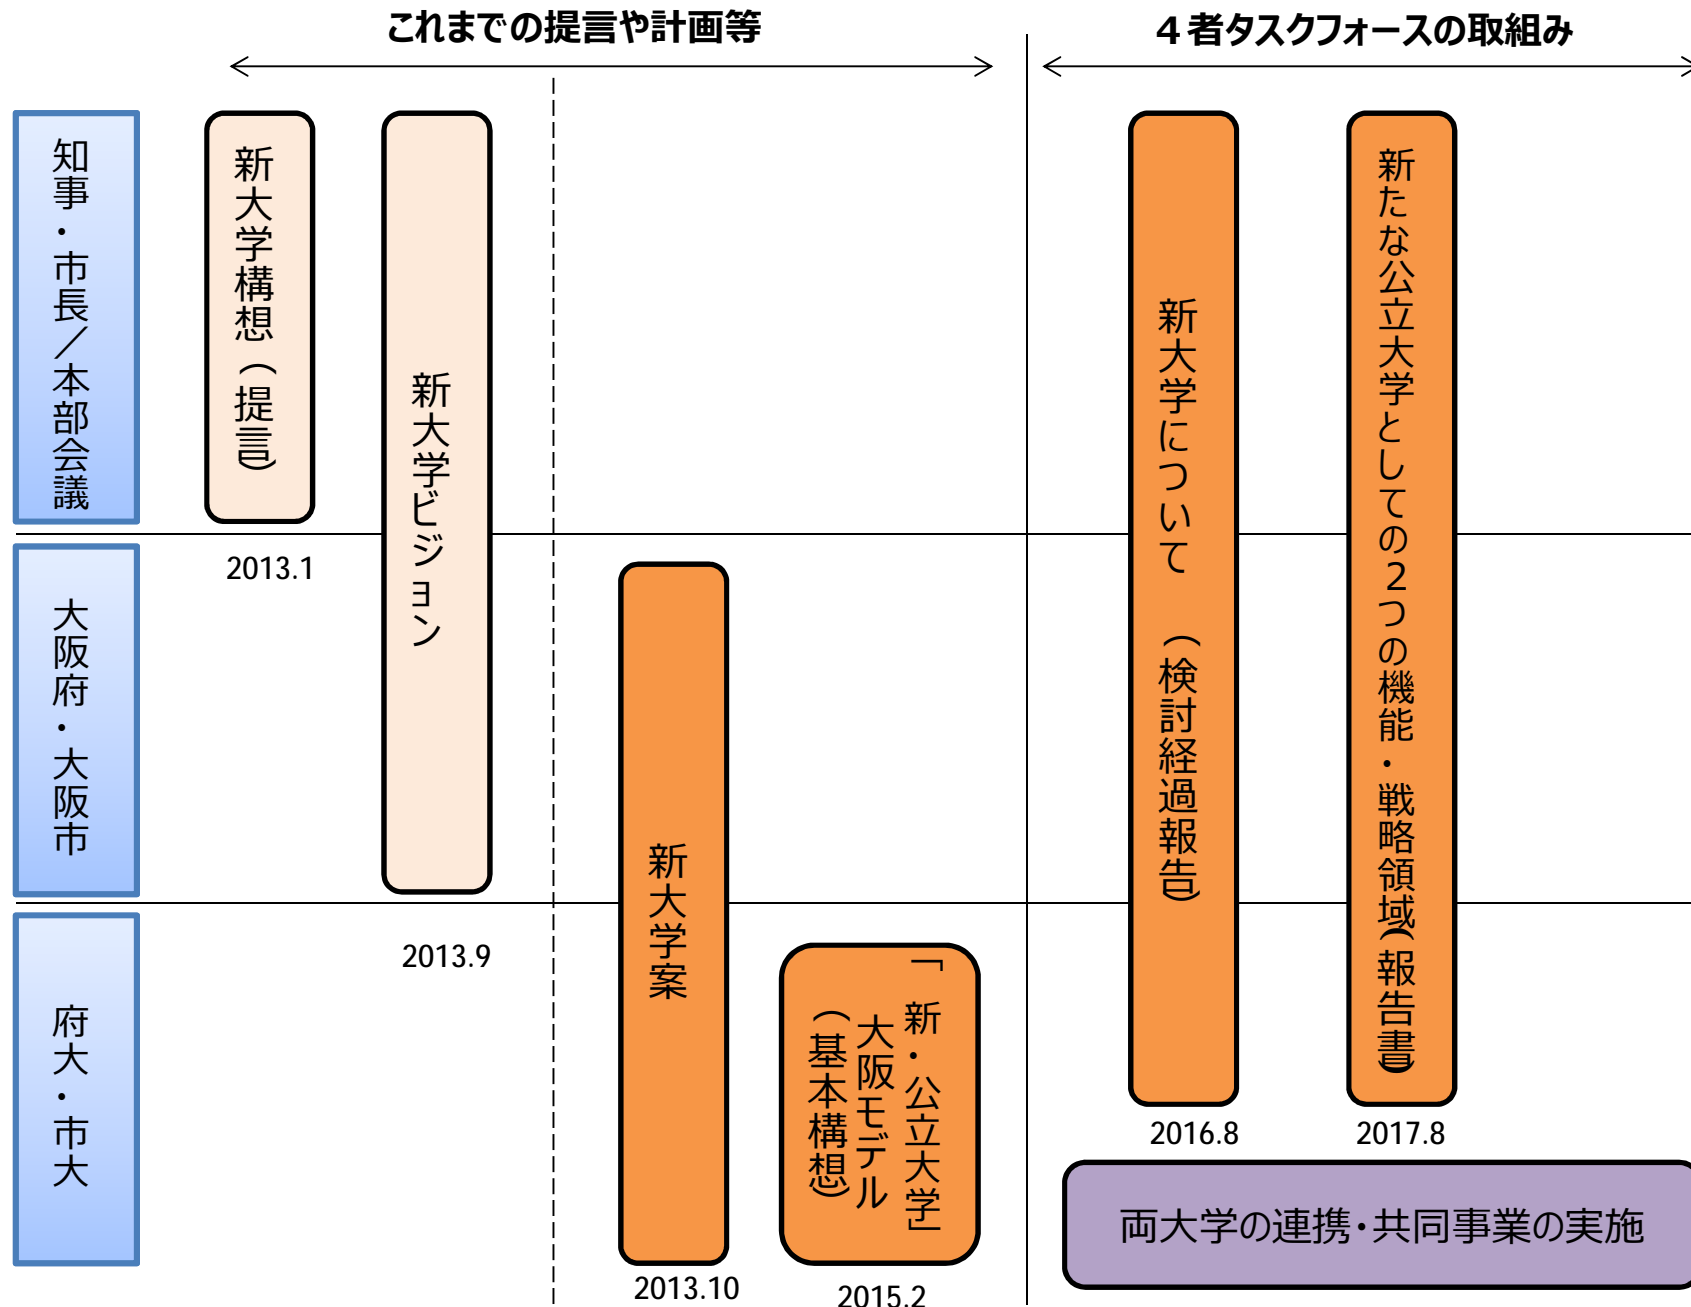 これまでの提言や計画等
４者タスクフォースの取組み
知事・市長／本部会議
大阪府・大阪市
府大・市大
新大学構想（提言）
2013.1
新大学ビジョン
2013.9
新大学案
2013.10
「新・公立大学」
大阪モデル
（基本構想）
2015.2
新大学について　（検討経過報告）
2016.8
新たな公立大学としての２つの機能・戦略領域（報告書）
2017.8
両大学の連携・共同事業の実施